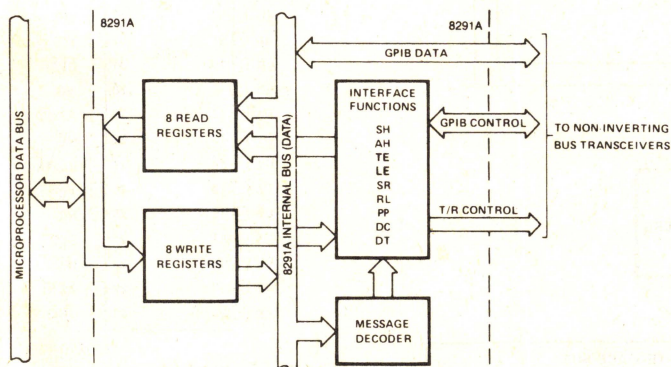 8291A
8291A
GPIB DATA
MICROPROCESSOR DATA BUS
8 READ
REGISTERS
8 WRITE
REGISTERS
8291A INTERNAL BUS (DATA)
INTERFACE
FUNCTIONS
SH
AH
TE
LE
SR
RL
PP
DC
DT
GPIB CONTROL
T/R CONTROL
TO NON-INVERTING
BUS TRANSCEIVERS
MESSAGE
DECODER